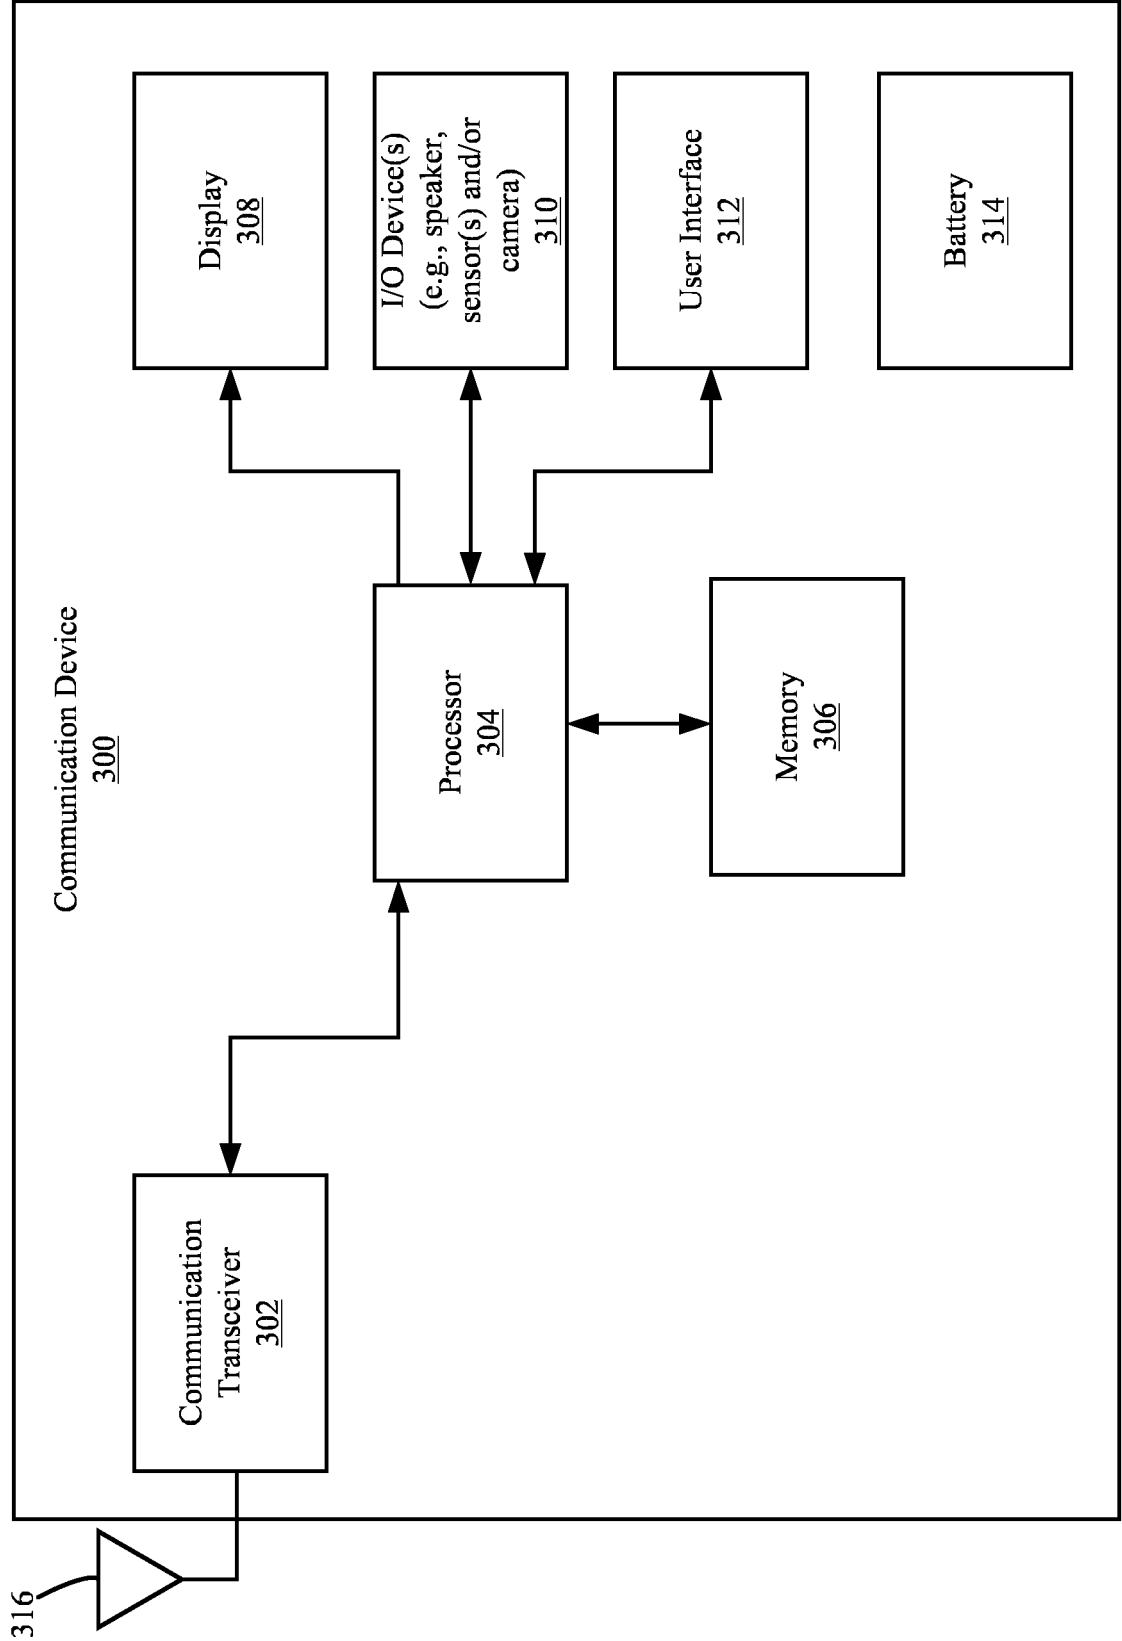 Communication Device
300
316
Communication
Transceiver
302
Processor
304
Memory
306
Display
308
I/O Device(s)
(e.g., speaker,
sensor(s) and/or
camera)
310
User Interface
312
Battery
314